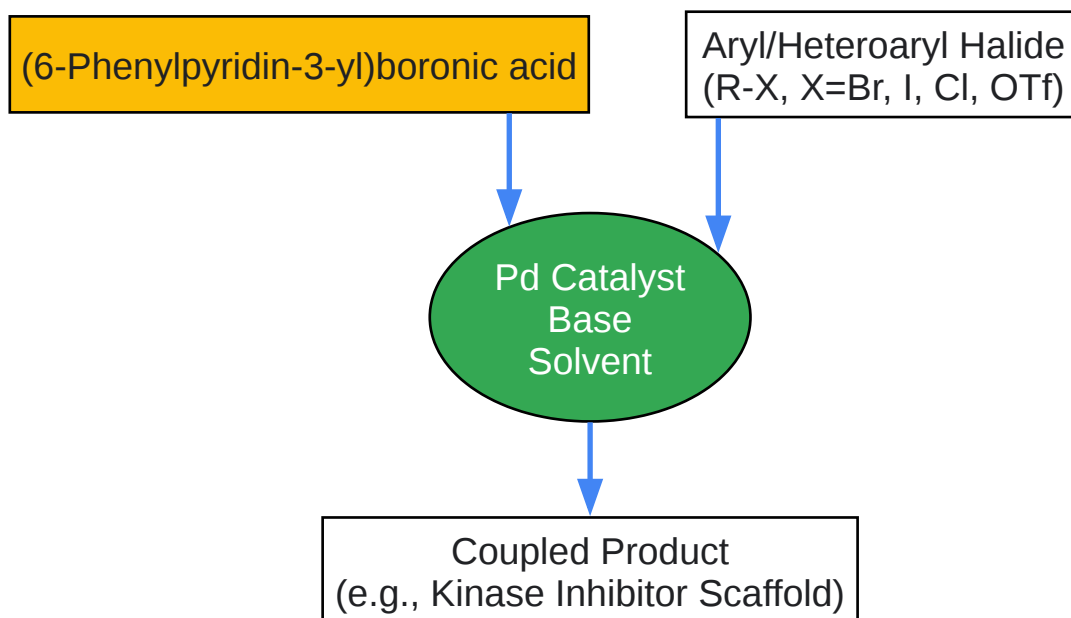 (6-Phenylpyridin-3-yl)boronic acid
Aryl/Heteroaryl Halide
(R-X, X=Br, I, Cl, OTf)
Pd Catalyst
Base
Solvent
Coupled Product
(e.g., Kinase Inhibitor Scaffold)